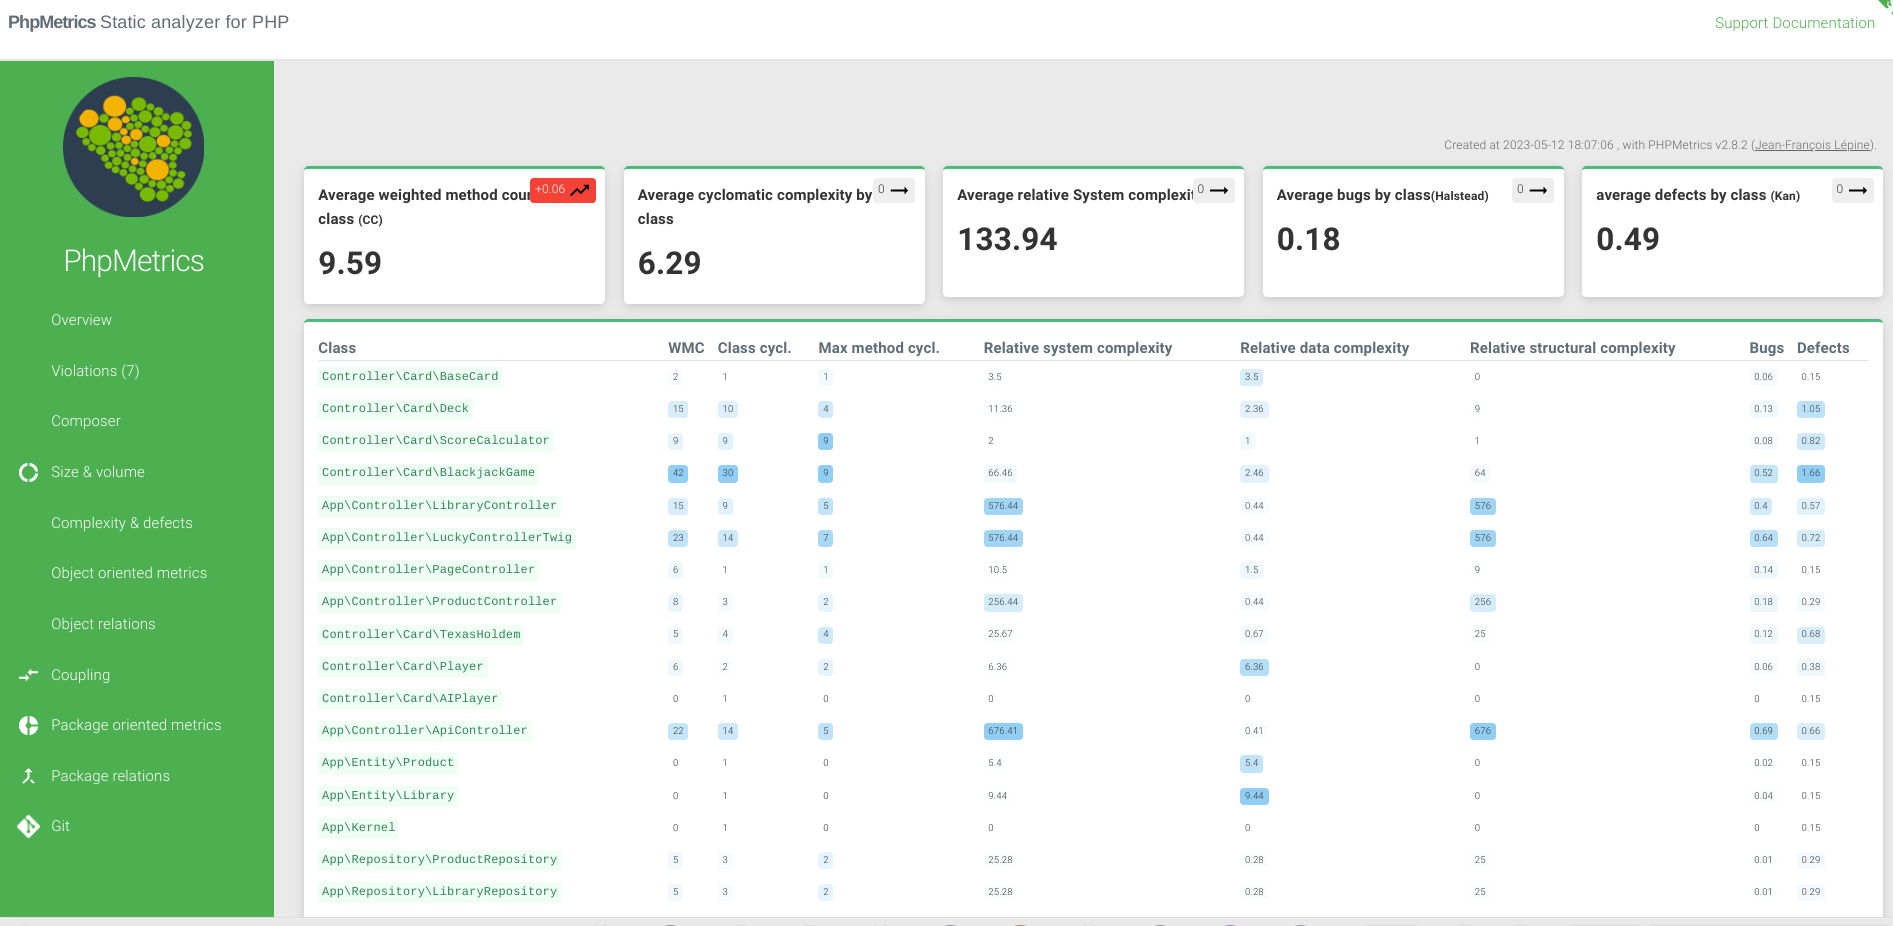 PhpMetrics Static analyzer for PHP
Support Documentation
PhpMetrics
Overview
Violations (7)
Composer
Size & volume
Complexity & defects
Object oriented metrics
Object relations
Coupling
Package oriented metrics
Package relations
Git
Created at 2023-05-12 18:07:06 , with PHPMetrics v2.8.2 (Jean-François Lépine).
Average weighted method cou +0.06
class (CC)
9.59
Average cyclomatic complexity by 0
class
6.29
Average relative System complexi 0
133.94
Average bugs by class(Halstead) 0
0.18
average defects by class (Kan) 0
0.49
Class WMC Class cycl. Max method cycl. Relative system complexity Relative data complexity Relative structural complexity Bugs Defects
Controller\Card\BaseCard 2 1 1 3.5 3.5 0 0.06 0.15
Controller\Card\Deck 15 10 4 11.36 2.36 9 0.13 1.05
Controller\Card\ScoreCalculator 9 9 9 2 1 1 0.08 0.82
Controller\Card\BlackjackGame 42 30 9 66.46 2.46 64 0.52 1.66
App\Controller\LibraryController 15 9 5 576.44 0.44 576 0.4 0.57
App\Controller\LuckyControllerTwig 23 14 7 576.44 0.44 576 0.64 0.72
App\Controller\PageController 6 1 1 10.5 1.5 9 0.14 0.15
App\Controller\ProductController 8 3 2 256.44 0.44 256 0.18 0.29
Controller\Card\TexasHoldem 5 4 4 25.67 0.67 25 0.12 0.68
Controller\Card\Player 6 2 2 6.36 6.36 0 0.06 0.38
Controller\Card\AIPlayer 0 1 0 0 0 0 0 0.15
App\Controller\ApiController 22 14 5 676.41 0.41 676 0.69 0.66
App\Entity\Product 0 1 0 5.4 5.4 0 0.02 0.15
App\Entity\Library 0 1 0 9.44 9.44 0 0.04 0.15
App\Kernel 0 1 0 0 0 0 0 0.15
App\Repository\ProductRepository 5 3 2 25.28 0.28 25 0.01 0.29
App\Repository\LibraryRepository 5 3 2 25.28 0.28 25 0.01 0.29